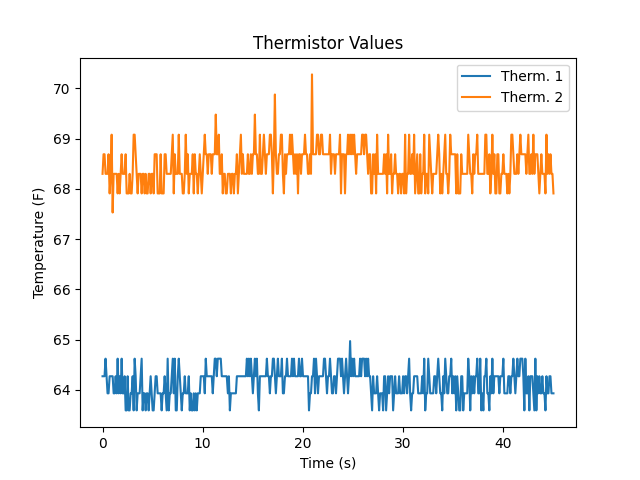 Thermistor Values
Therm. 1
Therm. 2
Temperature (F)
70
69
68
67
66
65
64
0 10 20 30 40
Time (s)